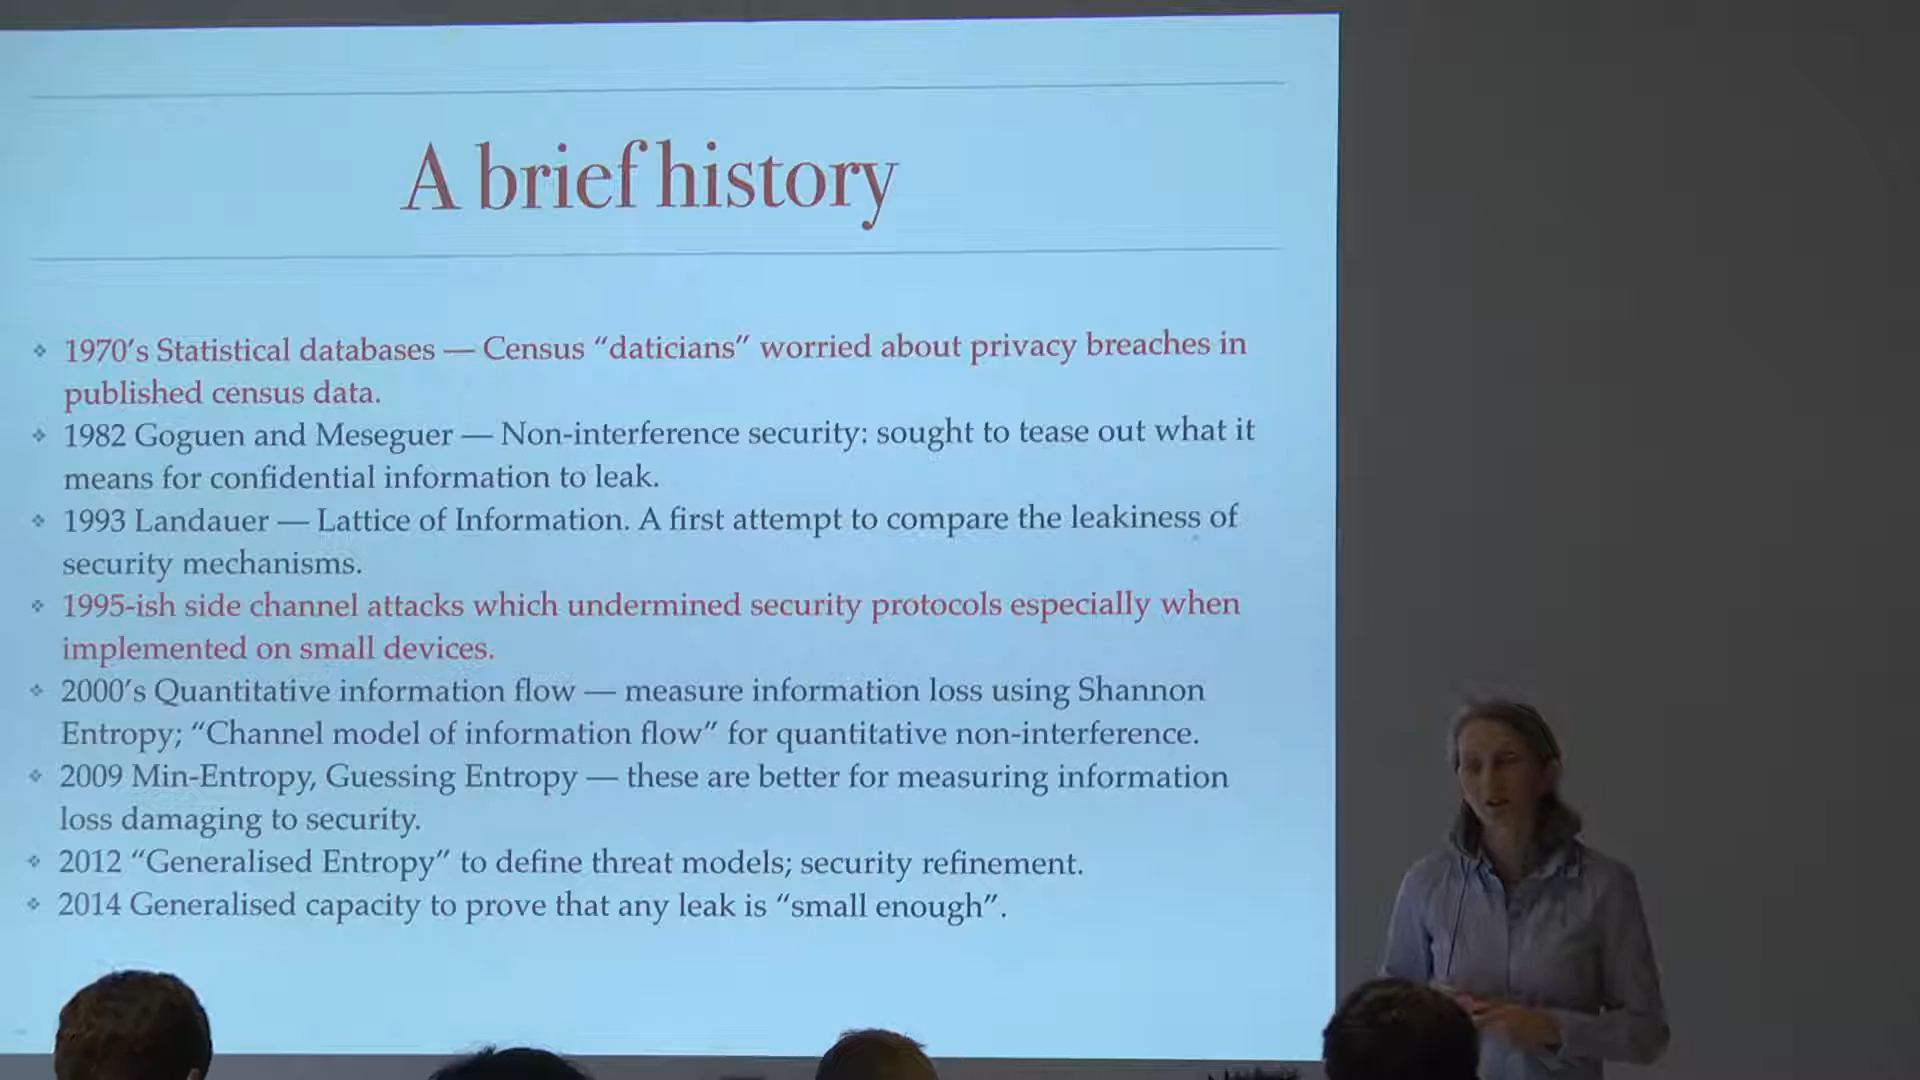 A brief history
1970's Statistical databases — Census “daticians” worried about privacy breaches in
published census data.
1982 Goguen and Meseguer — Non-interference security: sought to tease out what it
means for confidential information to leak.
1993 Landauer — Lattice of Information. A first attempt to compare the leakiness of
security mechanisms.
1995-ish side channel attacks which undermined security protocols especially when
implemented on small devices.
2000's Quantitative information flow — measure information loss using Shannon
Entropy; “Channel model of information flow” for quantitative non-interference.
2009 Min-Entropy, Guessing Entropy — these are better for measuring information
loss damaging to security.
2012 “Generalised Entropy” to define threat models; security refinement.
2014 Generalised capacity to prove that any leak is “small enough”.